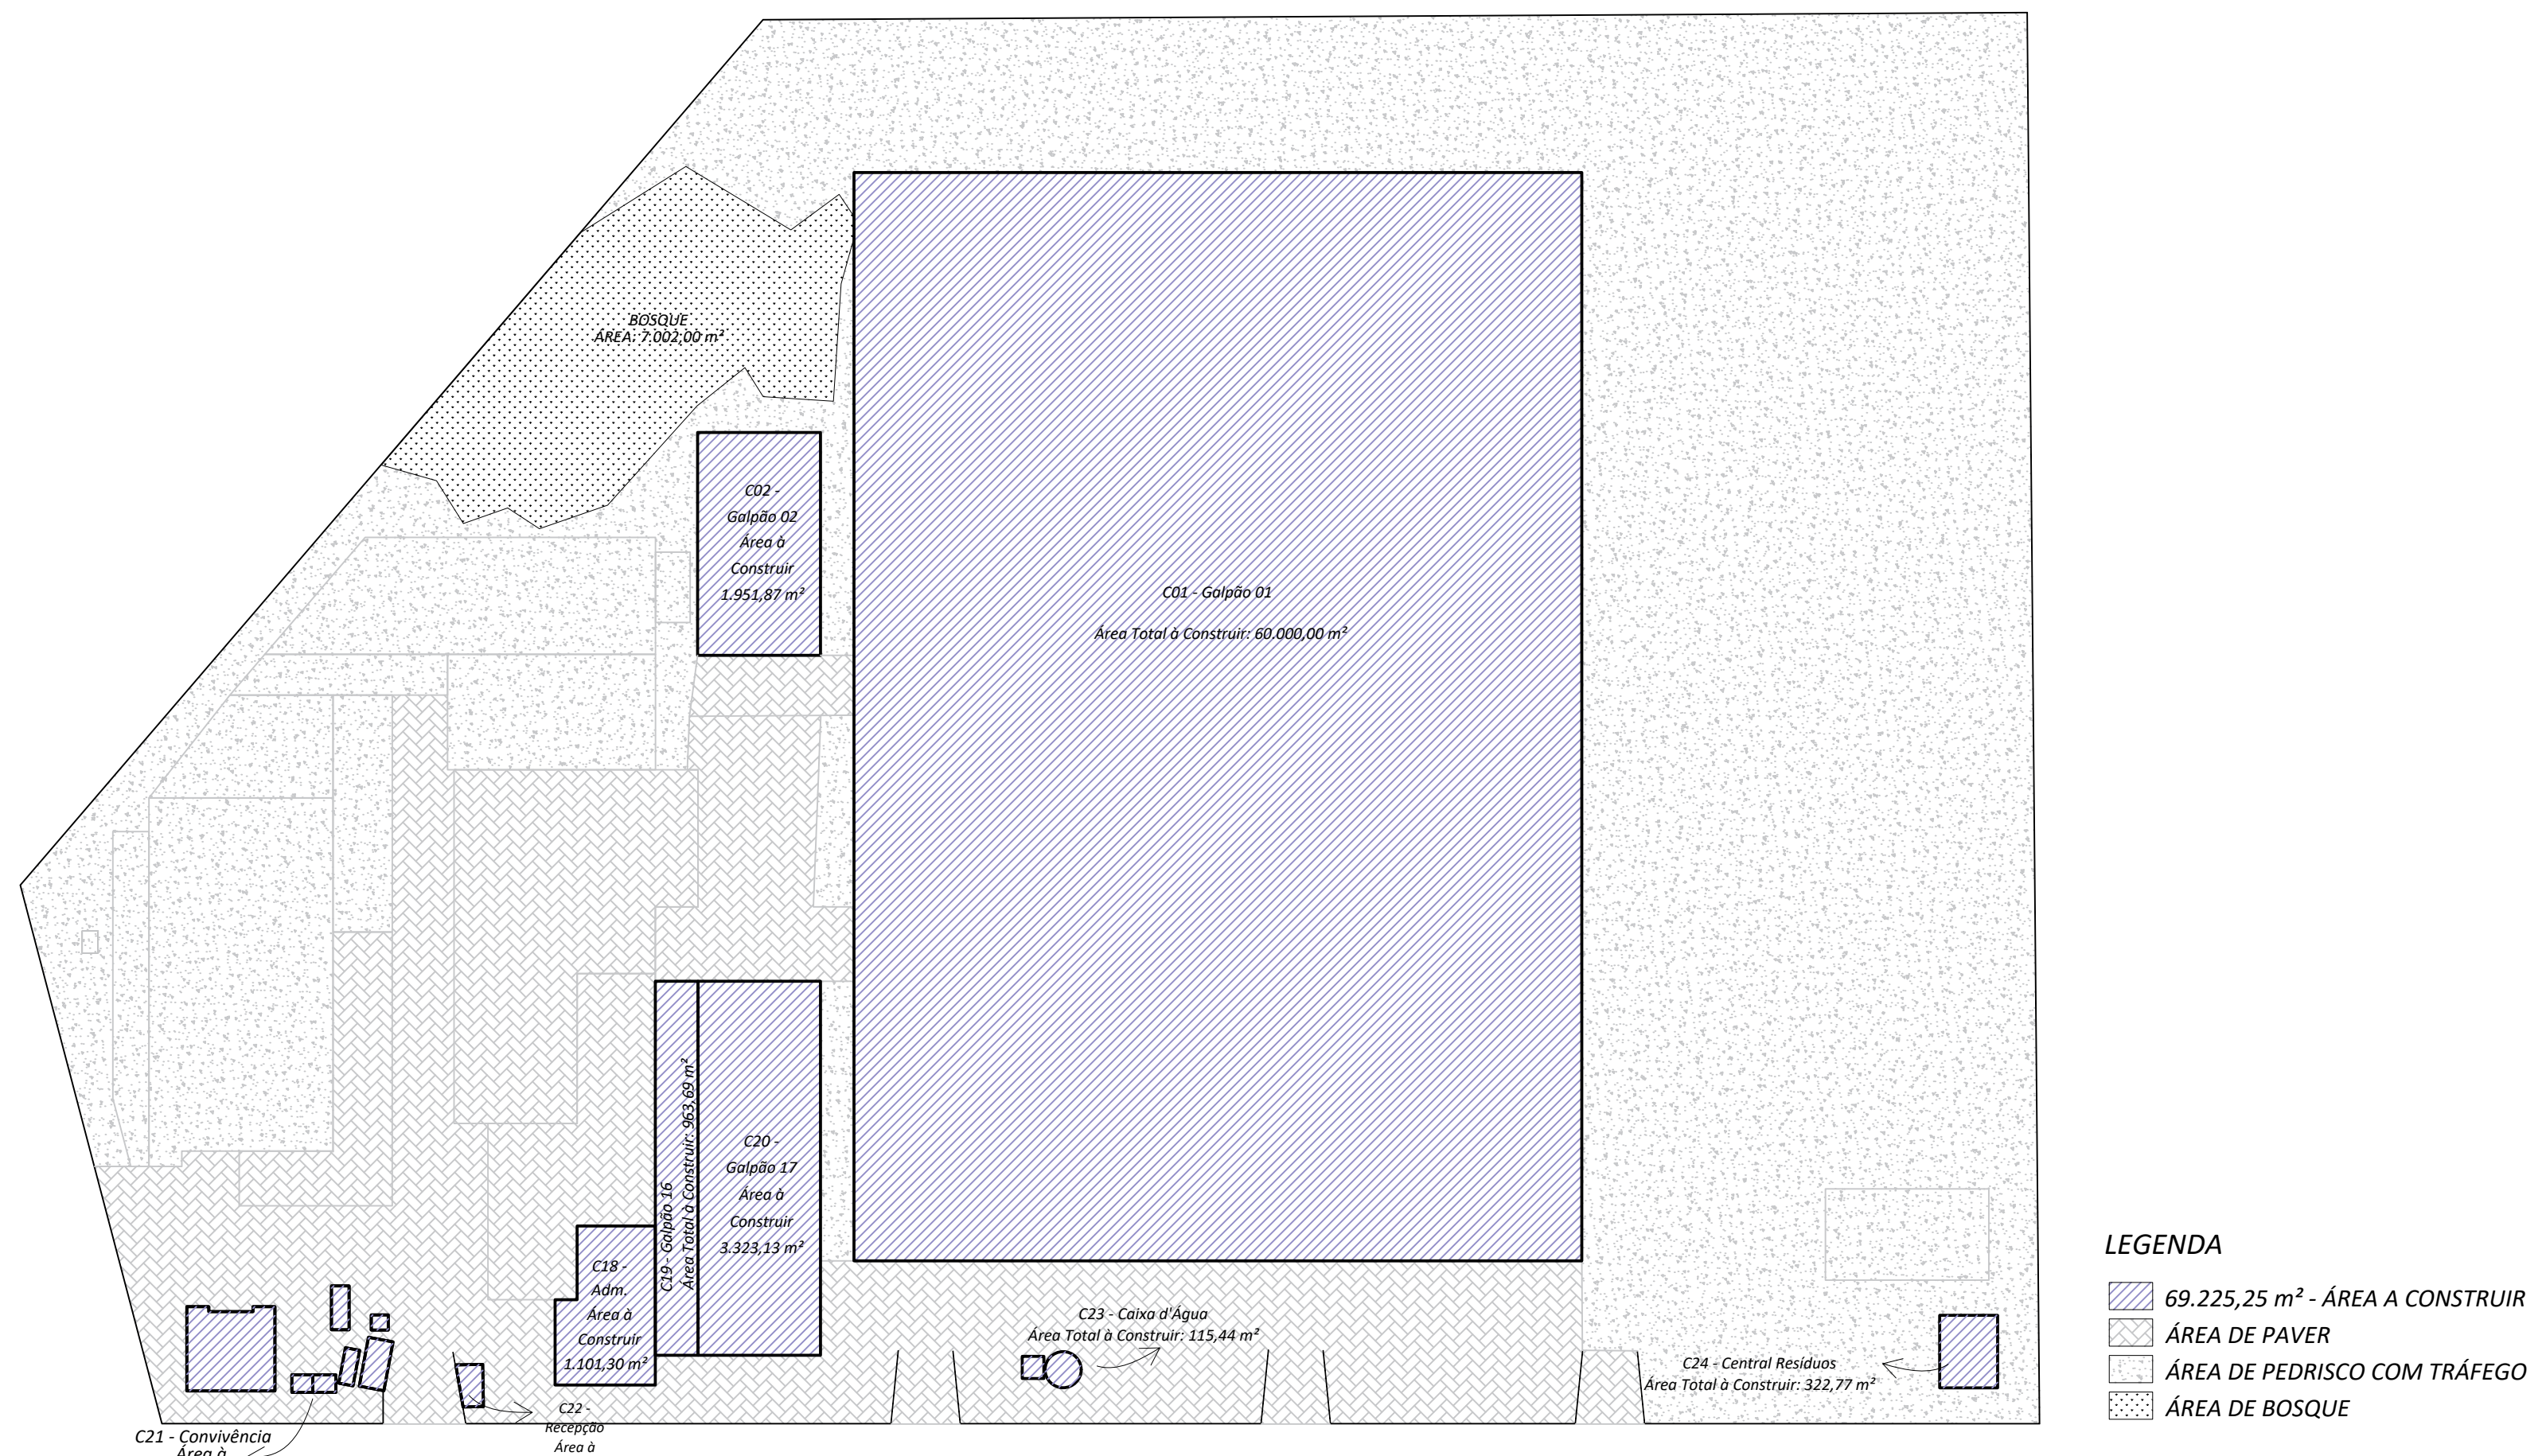 BOSQUE
ÁREA: 7.002,00 m²
C02 -
Galpão 02
Área à
Construir
1.951,87 m²
C01 - Galpão 01
Área Total à Construir: 60.000,00 m²
C19 - Galpão 16
Área Total à Construir: 963,69 m²
C20 -
Galpão 17
Área à
Construir
3.323,13 m²
C18 -
Adm.
Área à
Construir
1.101,30 m²
C23 - Caixa d'Água
Área Total à Construir: 115,44 m²
C24 - Central Resíduos
Área Total à Construir: 322,77 m²
C22 -
Recepção
Área à
C21 - Convivência
Área à
LEGENDA
69.225,25 m² - ÁREA A CONSTRUIR
ÁREA DE PAVER
ÁREA DE PEDRISCO COM TRÁFEGO
ÁREA DE BOSQUE